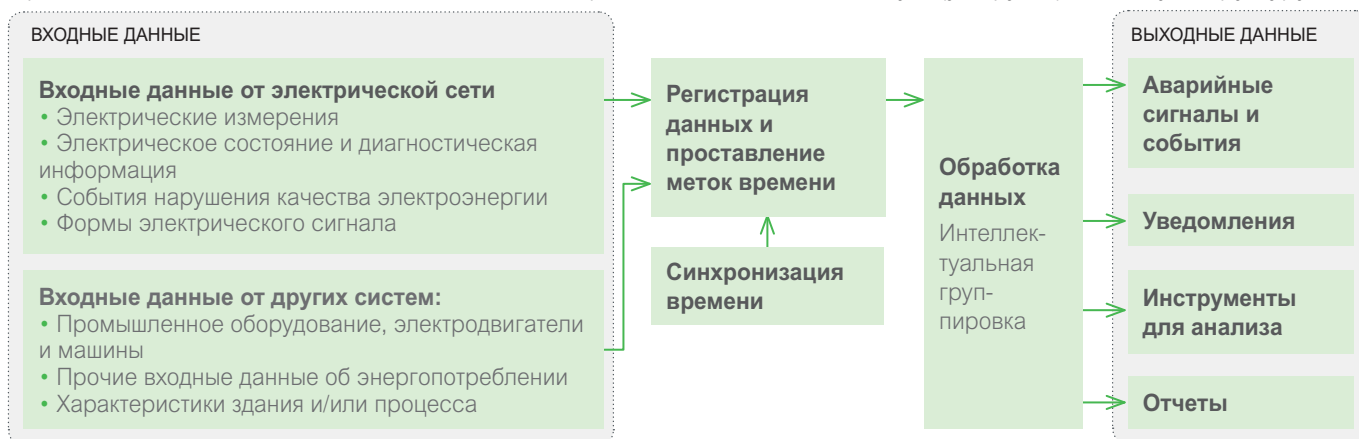 ВХОДНЫЕ ДАННЫЕ
Входные данные от электрической сети
• Электрические измерения
• Электрическое состояние и диагностическая
информация
• События нарушения качества электроэнергии
• Формы электрического сигнала
Входные данные от других систем:
• Промышленное оборудование, электродвигатели
и машины
• Прочие входные данные об энергопотреблении
• Характеристики здания и/или процесса
Регистрация
данных и
проставление
меток времени
Синхронизация
времени
Обработка
данных
Интеллек-
туальная
груп-
пировка
ВЫХОДНЫЕ ДАННЫЕ
Аварийные
сигналы и
события
Уведомления
Инструменты
для анализа
Отчеты